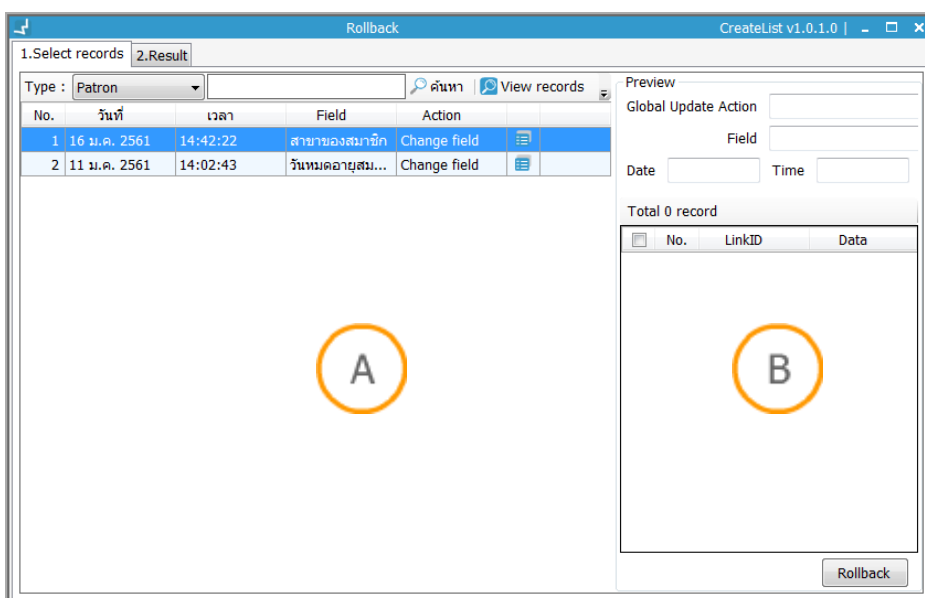 Rollback CreateList v1.0.1.0 |
1.Select records 2.Result
Type : Patron ค้นหา View records
No. วันที่ เวลา Field Action
1 16 ม.ค. 2561 14:42:22 สาขาของสมาชิก Change field
2 11 ม.ค. 2561 14:02:43 วันหมดอายุสม... Change field
A
Preview
Global Update Action
Field
Date Time
Total 0 record
No. LinkID Data
B
Rollback